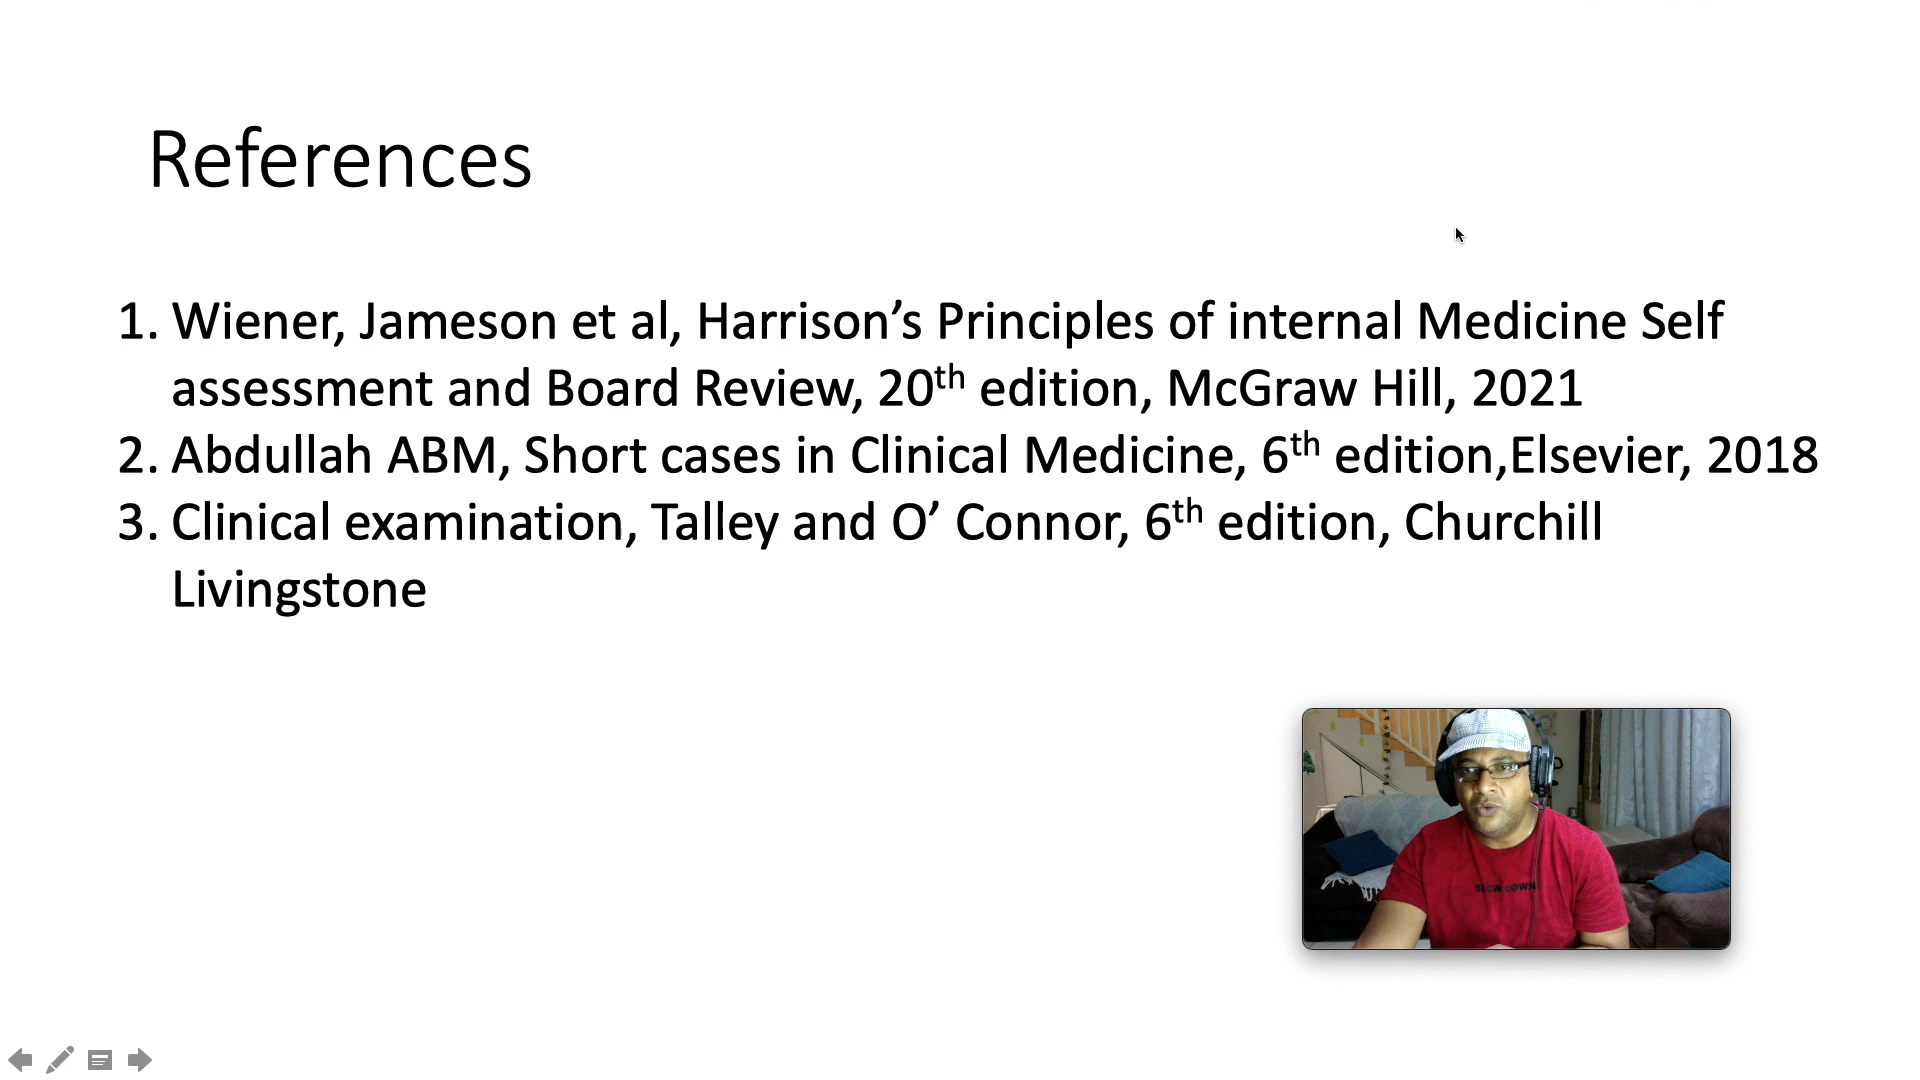 References
1. Wiener, Jameson et al, Harrison’s Principles of internal Medicine Self
assessment and Board Review, 20th edition, McGraw Hill, 2021
2. Abdullah ABM, Short cases in Clinical Medicine, 6th edition,Elsevier, 2018
3. Clinical examination, Talley and O’ Connor, 6th edition, Churchill
Livingstone
SLOW DOWN